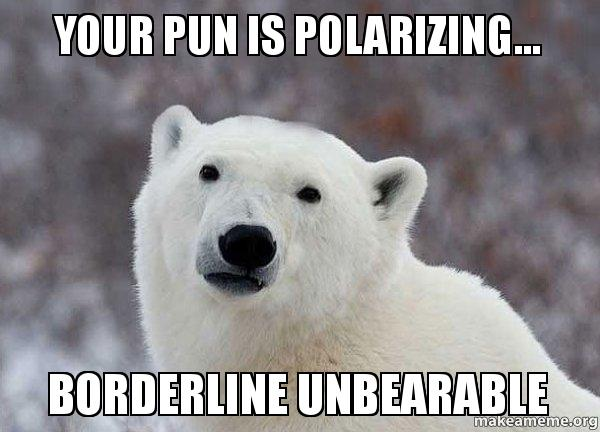 YOUR PUN IS POLARIZING...
BORDERLINE UNBEARABLE
makeameme.org